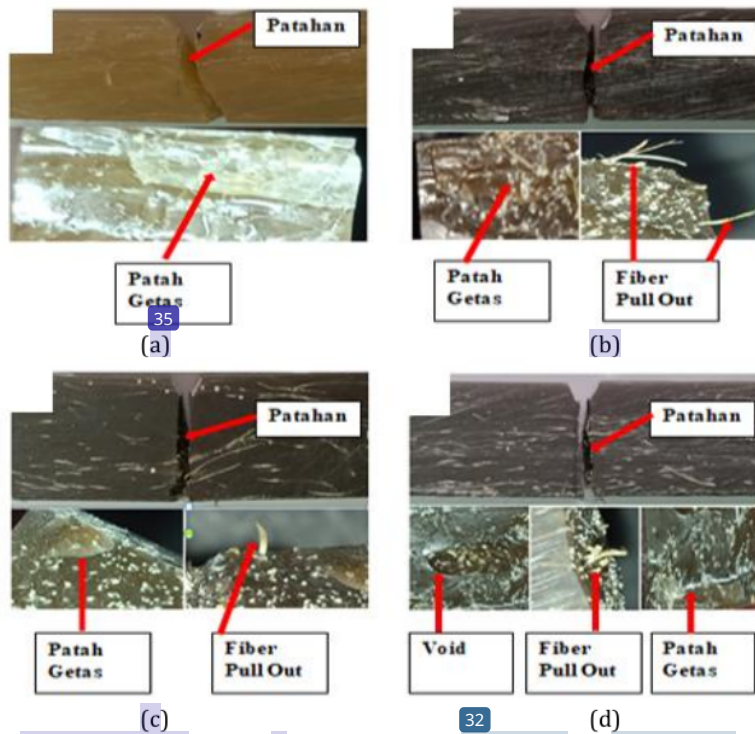 Patahan
Patah
Getas
35
(a)
Patahan
Patah
Getas
Fiber
Pull Out
(b)
Patahan
Patah
Getas
Fiber
Pull Out
(c)
Patahan
Void
Fiber
Pull Out
Patah
Getas
32
(d)